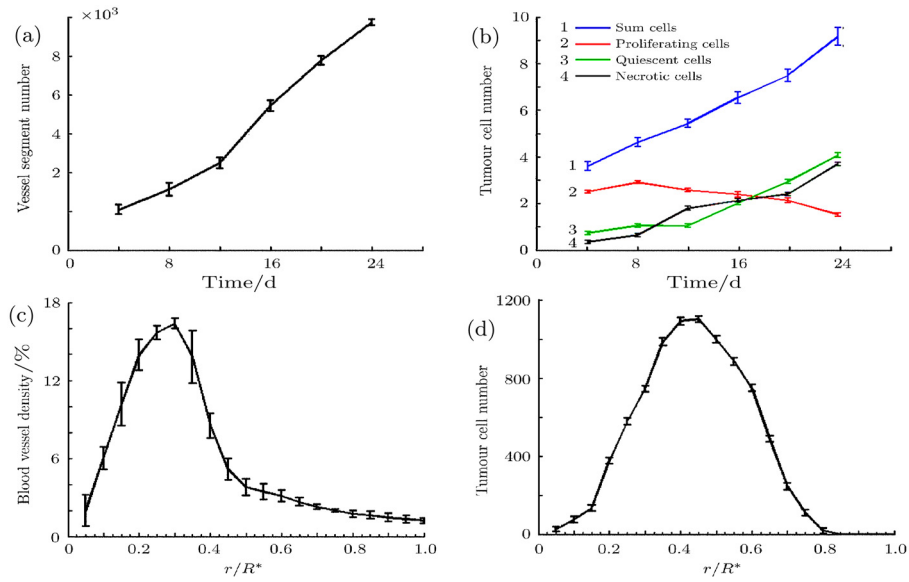 (a)
×10³
8
6
2
0
Vessel segment number
0 8 16 24
Time/d
(b)
10
8
6
4
2
0
Tumour cell number
1 Sum cells
2 Proliferating cells
3 Quiescent cells
4 Necrotic cells
1
2
3
4
0 8 16 24
Time/d
(c)
18
12
6
0
Blood vessel density/%
0 0.2 0.4 0.6 0.8 1.0
r/R*
(d)
1200
800
400
0
Tumour cell number
0 0.2 0.4 0.6 0.8 1.0
r/R*